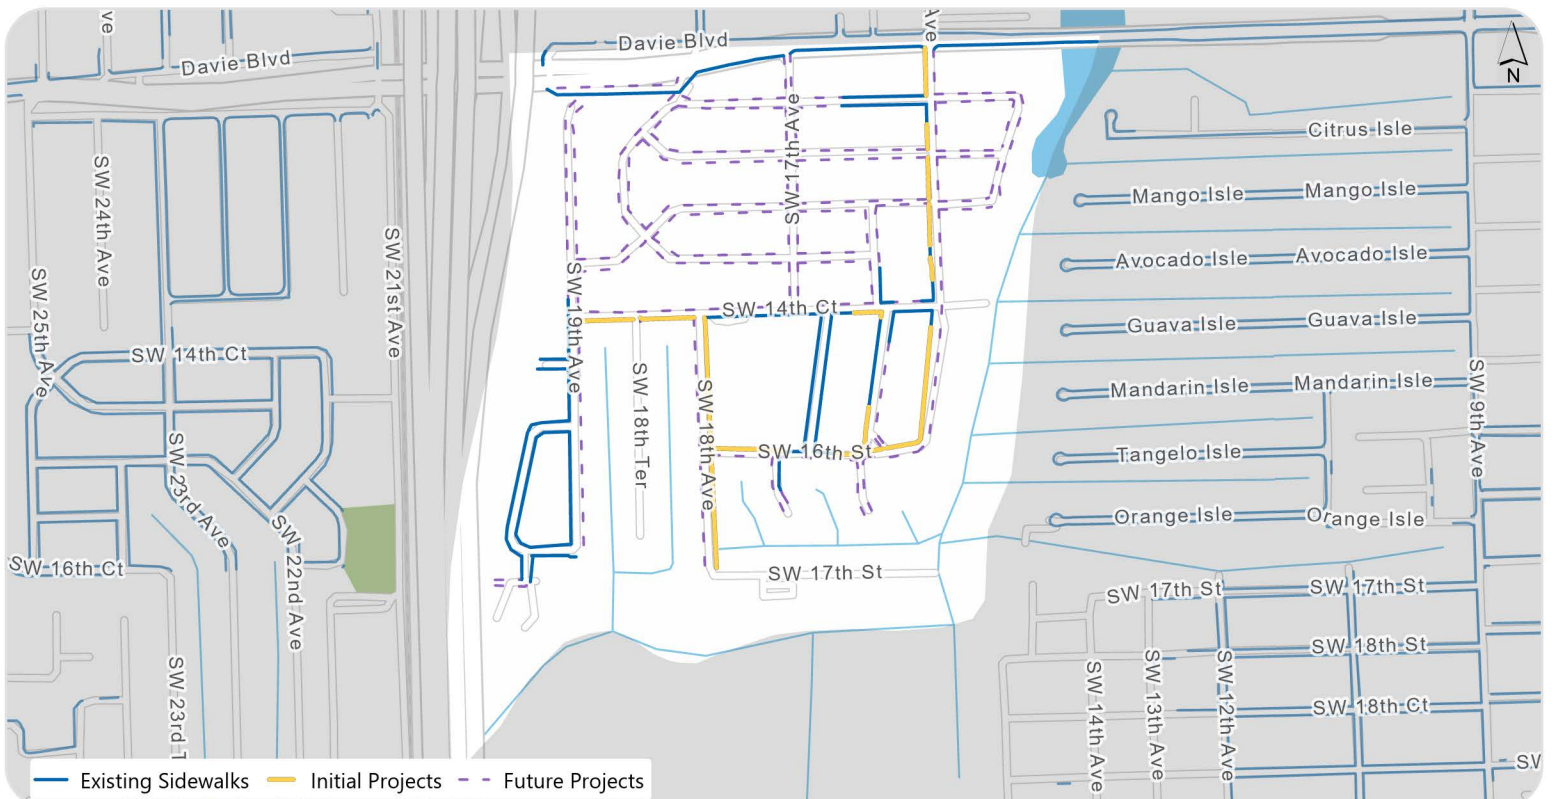 ve
Ave
Davie Blvd
Davie Blvd
N
SW 24th Ave
SW 17th Ave
Citrus Isle
Mango Isle
Mango Isle
SW 21st Ave
SW 25th Ave
SW 19th Ave
Avocado Isle
Avocado Isle
SW 14th Ct
Guava Isle
Guava Isle
SW 14th Ct
SW 18th Ter
SW 18th Ave
Mandarin Isle
Mandarin Isle
SW 9th Ave
SW 23rd Ave
SW 16th St
Tangelo Isle
SW 22nd Ave
Orange Isle
Orange Isle
SW 16th Ct
SW 17th St
SW 17th St
SW 17th St
SW 23rd T
SW 14th Ave
SW 13th Ave
SW 12th Ave
SW 18th St
SW 18th Ct
SW
Existing Sidewalks
Initial Projects
Future Projects